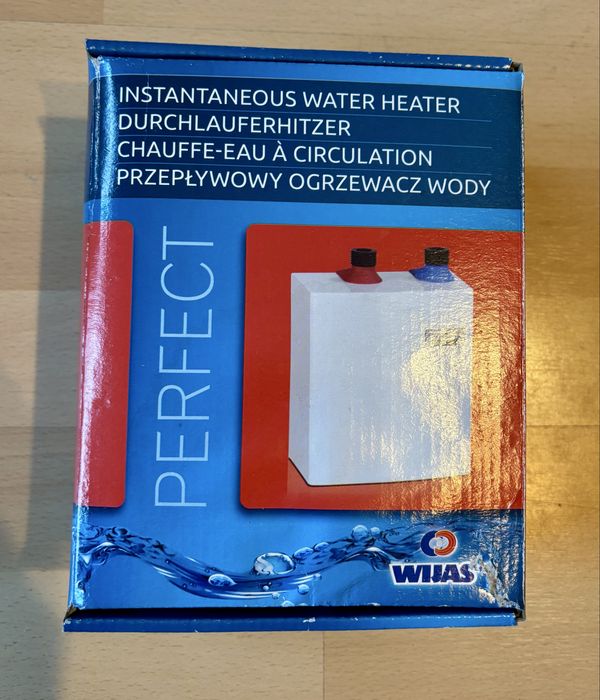 INSTANTANEOUS WATER HEATER
DURCHLAUFERHITZER
CHAUFFE-EAU À CIRCULATION
PRZEPŁYWOWY OGRZEWACZ WODY
PERFECT
WIJAS